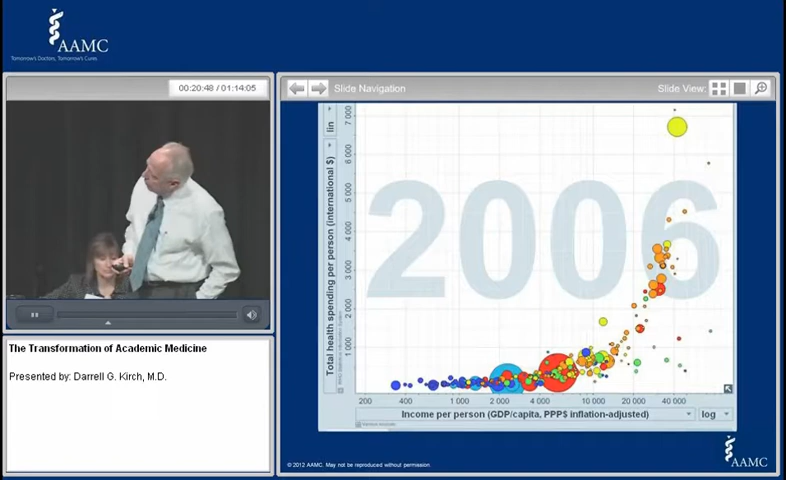 AAMC
Tomorrow's Doctors, Tomorrow's Cures
00:20:48 / 01:14:05
Slide Navigation
Slide View:
The Transformation of Academic Medicine
Presented by: Darrell G. Kirch, M.D.
lin
Total health spending per person (international $)
7 000
6 000
5 000
4 000
3 000
2 000
1 000
2006
200
400
1 000
2 000
4 000
10 000
20 000
40 000
Income per person (GDP/capita, PPP$ inflation-adjusted)
log
© 2012 AAMC. May not be reproduced without permission.
AAMC